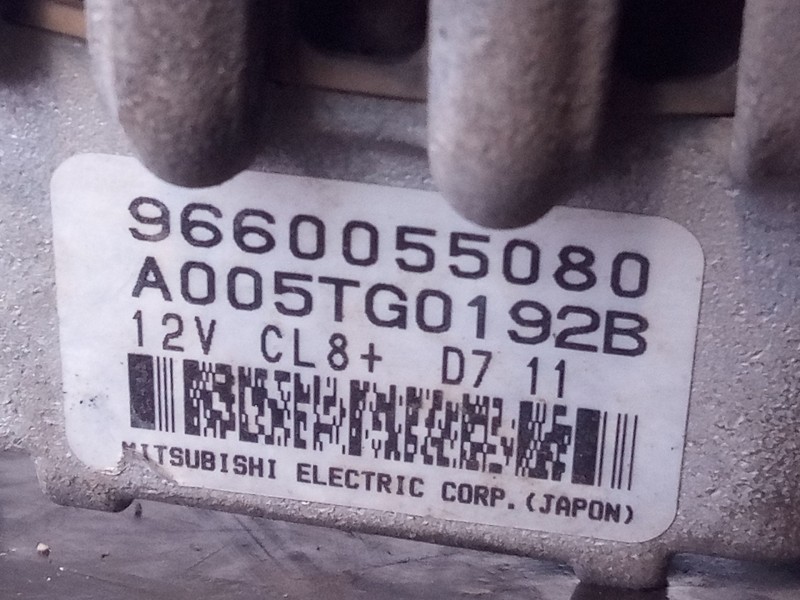 9660055080
A005TG0192B
12V CL8+ D7 11
MITSUBISHI ELECTRIC CORP.(JAPON)